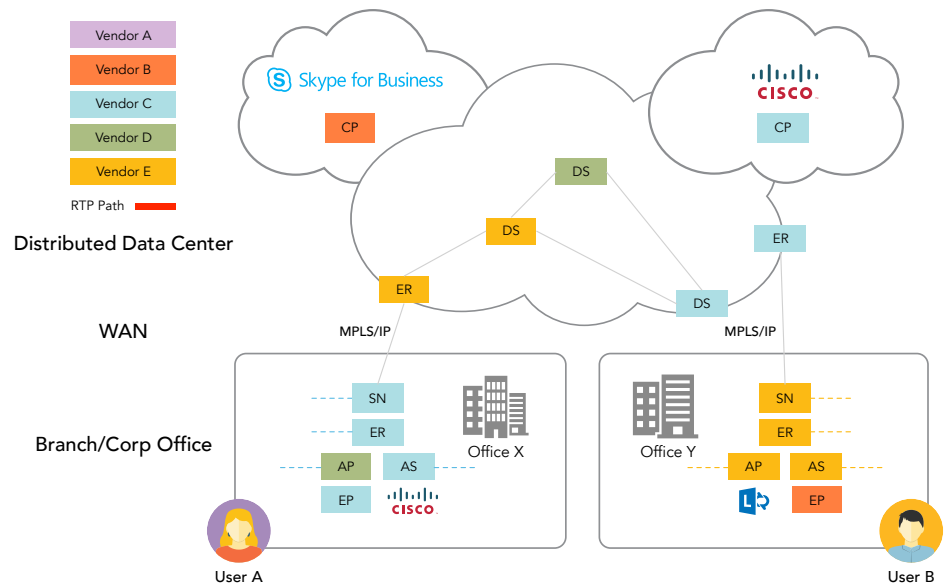 Vendor A
Vendor B
Vendor C
Vendor D
Vendor E
RTP Path
S Skype for Business
CP
CISCO
CP
DS
DS
ER
ER
DS
Distributed Data Center
WAN
MPLS/IP
MPLS/IP
Branch/Corp Office
SN
ER
AP
AS
EP
CISCO
Office X
Office Y
SN
ER
AP
AS
L
EP
User A
User B